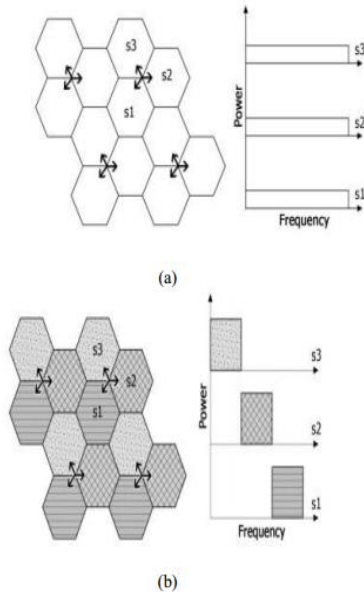 s3
s2
s1
Power
s3
s2
s1
Frequency
(a)
s3
s2
s1
Power
s3
s2
s1
Frequency
(b)